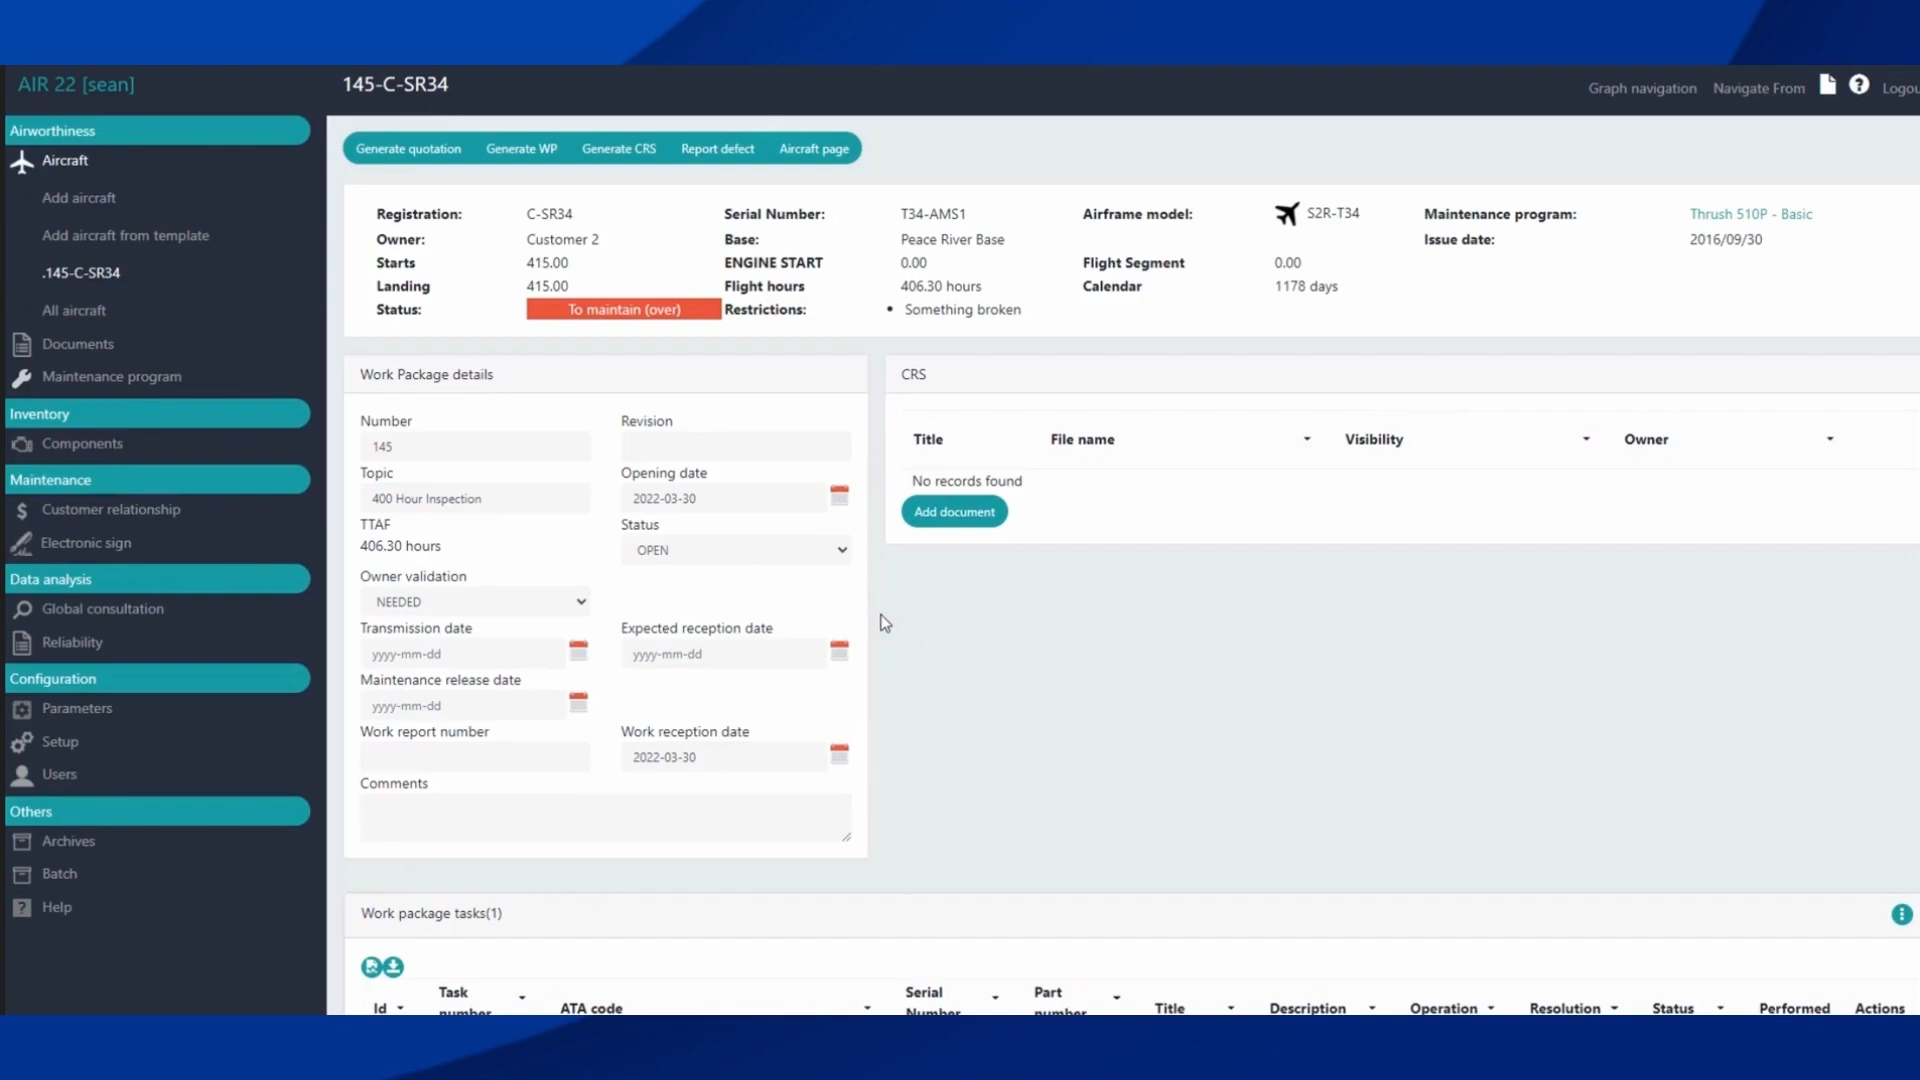 AIR 22 [sean]
145-C-SR34
Graph navigation Navigate From ? Logou
Airworthiness
Aircraft
Add aircraft
Add aircraft from template
.145-C-SR34
All aircraft
Documents
Maintenance program
Inventory
Components
Maintenance
$ Customer relationship
Electronic sign
Data analysis
Global consultation
Reliability
Configuration
Parameters
Setup
Users
Others
Archives
Batch
? Help
Generate quotation Generate WP Generate CRS Report defect Aircraft page
Registration: C-SR34 Serial Number: T34-AMS1 Airframe model: S2R-T34 Maintenance program: Thrush 510P - Basic
Owner: Customer 2 Base: Peace River Base Issue date: 2016/09/30
Starts 415.00 ENGINE START 0.00 Flight Segment 0.00
Landing 415.00 Flight hours 406.30 hours Calendar 1178 days
Status: To maintain (over) Restrictions: • Something broken
Work Package details
Number Revision
145
Topic Opening date
400 Hour Inspection 2022-03-30
TTAF Status
406.30 hours OPEN
Owner validation
NEEDED
Transmission date Expected reception date
yyyy-mm-dd yyyy-mm-dd
Maintenance release date
yyyy-mm-dd
Work report number Work reception date
2022-03-30
Comments
CRS
Title File name Visibility Owner
No records found
Add document
Work package tasks(1)
Id Task number ATA code Serial Number Part number Title Description Operation Resolution Status Performed Actions